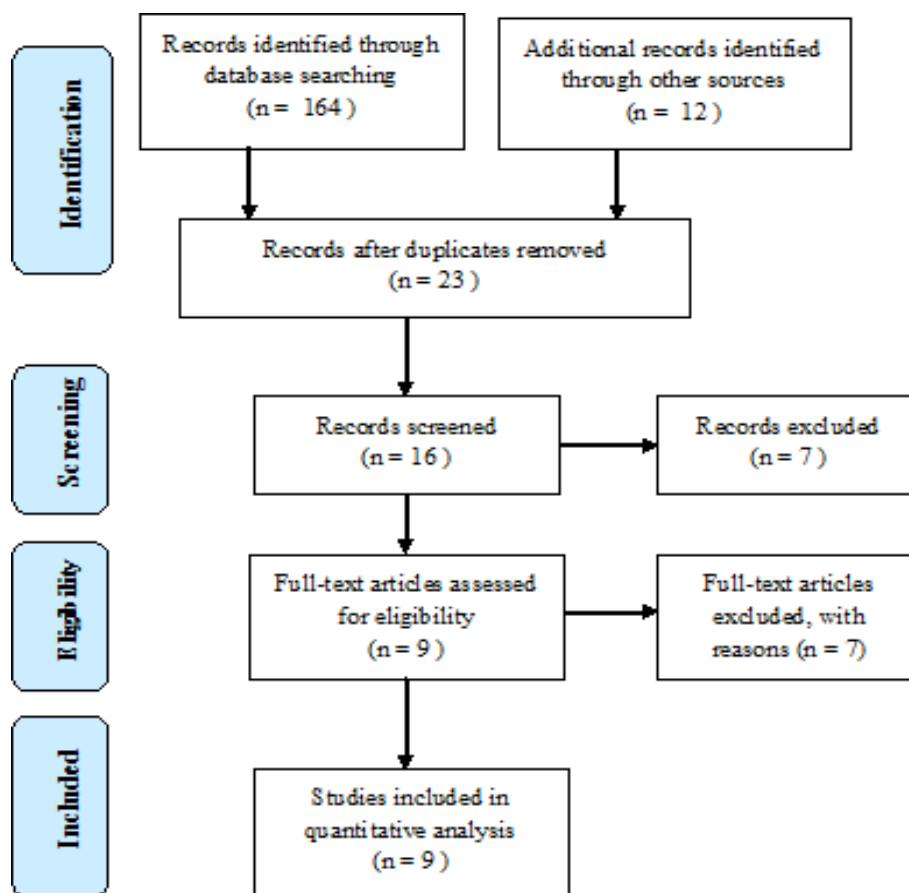 Identification
Records identified through
database searching
(n = 164 )
Additional records identified
through other sources
(n = 12 )
Records after duplicates removed
(n = 23 )
Screening
Records screened
(n = 16 )
Records excluded
(n = 7 )
Eligibility
Full-text articles assessed
for eligibility
(n = 9 )
Full-text articles
excluded, with
reasons (n = 7)
Included
Studies included in
quantitative analysis
(n = 9 )